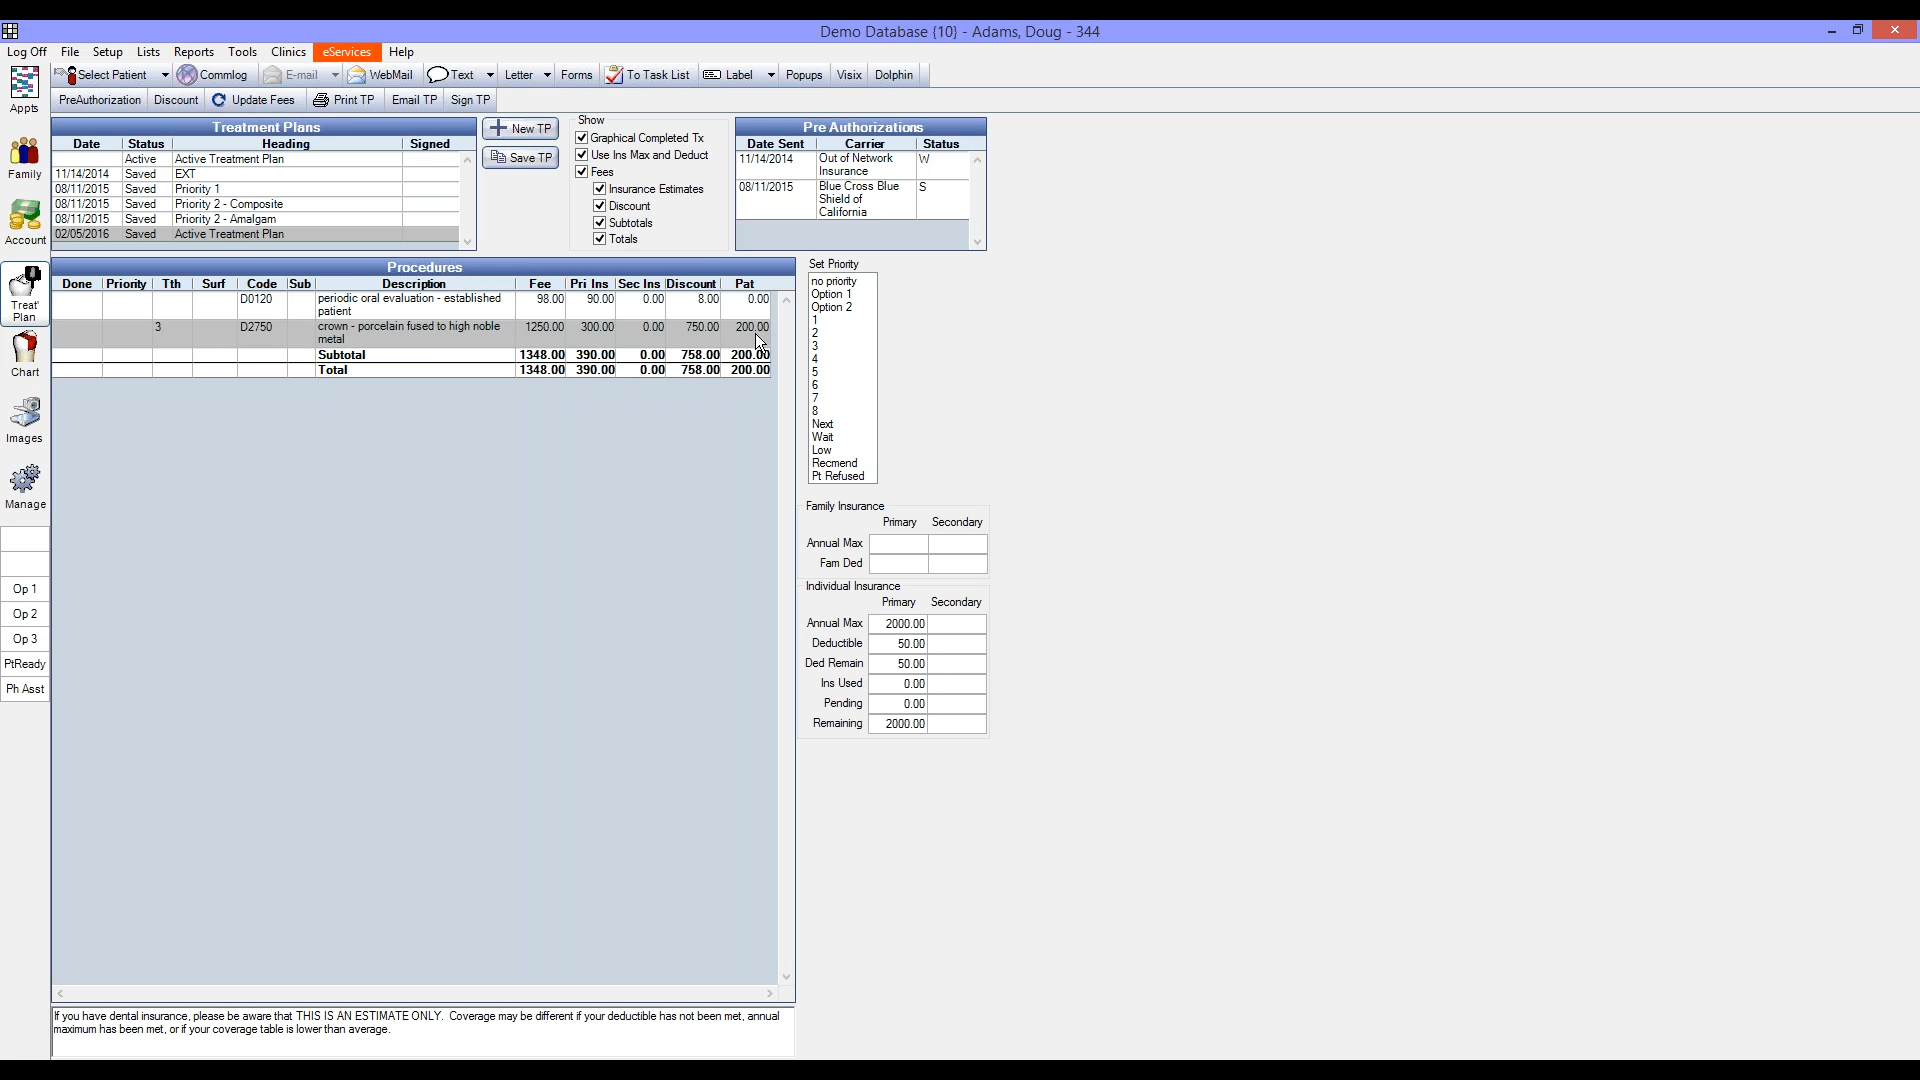 Demo Database {10} - Adams, Doug - 344
Log Off File Setup Lists Reports Tools Clinics eServices Help
Select Patient Commlog E-mail WebMail Text Letter Forms To Task List Label Popups Visix Dolphin
PreAuthorization Discount Update Fees Print TP Email TP Sign TP
Appts
Family
Account
Treat'
Plan
Chart
Images
Manage
Op 1
Op 2
Op 3
PtReady
Ph Asst
Treatment Plans
Date Status Heading Signed
Active Active Treatment Plan
11/14/2014 Saved EXT
08/11/2015 Saved Priority 1
08/11/2015 Saved Priority 2 - Composite
08/11/2015 Saved Priority 2 - Amalgam
02/05/2016 Saved Active Treatment Plan
New TP
Save TP
Show
Graphical Completed Tx
Use Ins Max and Deduct
Fees
Insurance Estimates
Discount
Subtotals
Totals
Pre Authorizations
Date Sent Carrier Status
11/14/2014 Out of Network W
Insurance
08/11/2015 Blue Cross Blue S
Shield of
California
Procedures
Done Priority Tth Surf Code Sub Description Fee Pri Ins Sec Ins Discount Pat
D0120 periodic oral evaluation - established 98.00 90.00 0.00 8.00 0.00
patient
3 D2750 crown - porcelain fused to high noble 1250.00 300.00 0.00 750.00 200.00
metal
Subtotal 1348.00 390.00 0.00 758.00 200.00
Total 1348.00 390.00 0.00 758.00 200.00
Set Priority
no priority
Option 1
Option 2
1
2
3
4
5
6
7
8
Next
Wait
Low
Recmend
Pt Refused
Family Insurance
Primary Secondary
Annual Max
Fam Ded
Individual Insurance
Primary Secondary
Annual Max 2000.00
Deductible 50.00
Ded Remain 50.00
Ins Used 0.00
Pending 0.00
Remaining 2000.00
If you have dental insurance, please be aware that THIS IS AN ESTIMATE ONLY. Coverage may be different if your deductible has not been met, annual
maximum has been met, or if your coverage table is lower than average.